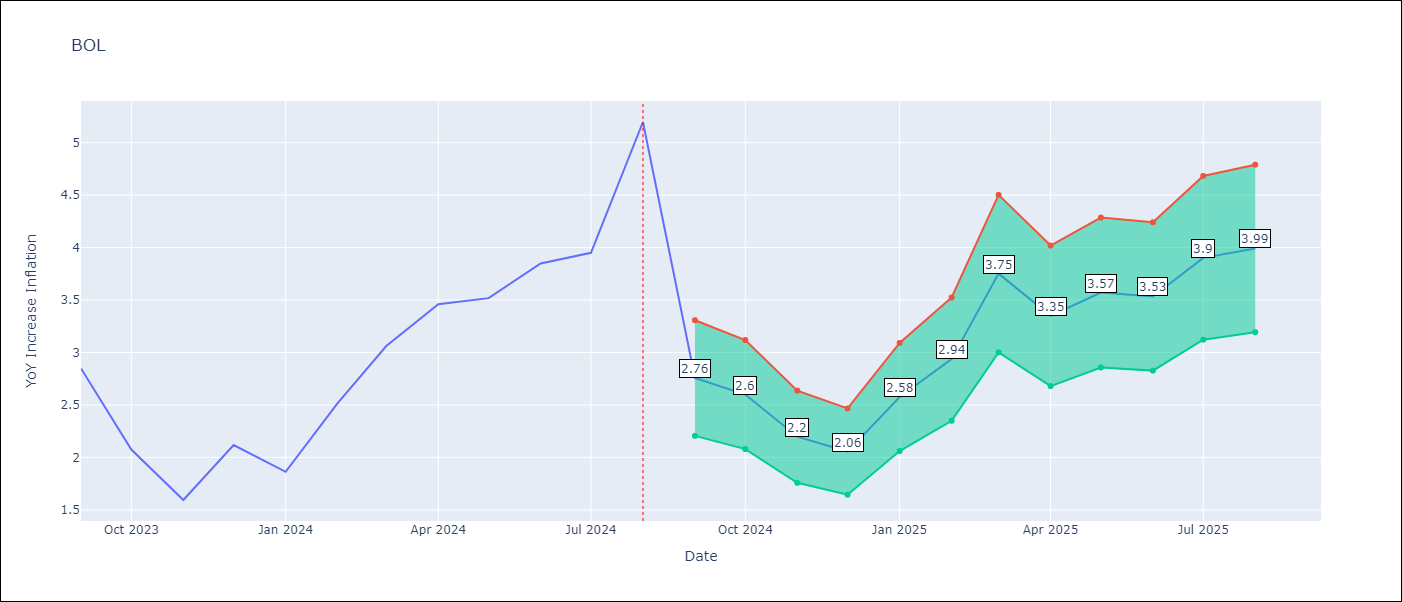 BOL
YoY Increase Inflation
5
4.5
4
3.5
3
2.5
2
1.5
2.76
2.6
2.2
2.06
2.58
2.94
3.75
3.35
3.57
3.53
3.9
3.99
Oct 2023
Jan 2024
Apr 2024
Jul 2024
Oct 2024
Jan 2025
Apr 2025
Jul 2025
Date